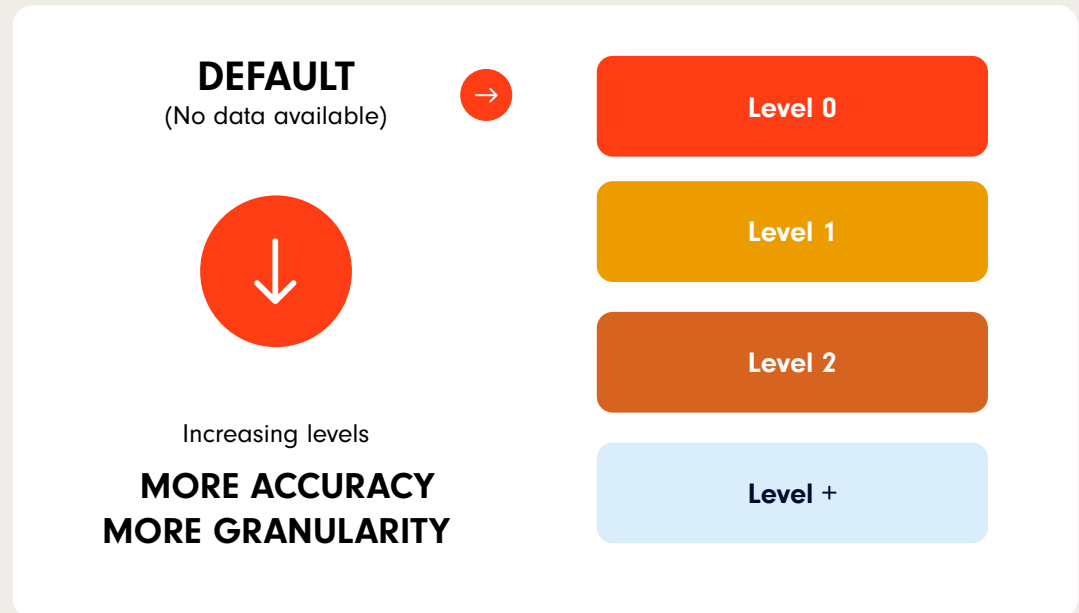 DEFAULT
(No data available)
Increasing levels
MORE ACCURACY
MORE GRANULARITY
Level 0
Level 1
Level 2
Level +